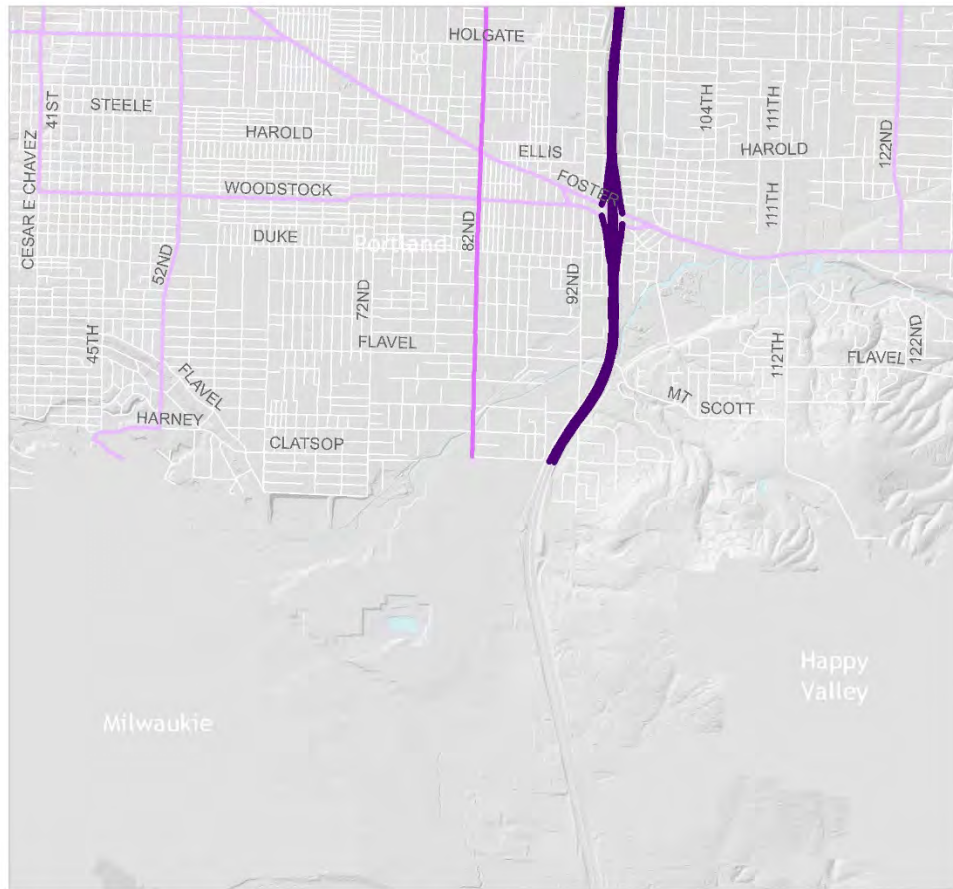 HOLGATE
41ST
STEELE
104TH
111TH
HAROLD
122ND
ELLIS
HAROLD
CESAR E CHAVEZ
WOODSTOCK
FOSTER
111TH
DUKE
Portland
82ND
52ND
72ND
92ND
FLAVEL
45TH
112TH
122ND
FLAVEL
FLAVEL
MT SCOTT
HARNEY
CLATSOP
Happy
Valley
Milwaukie